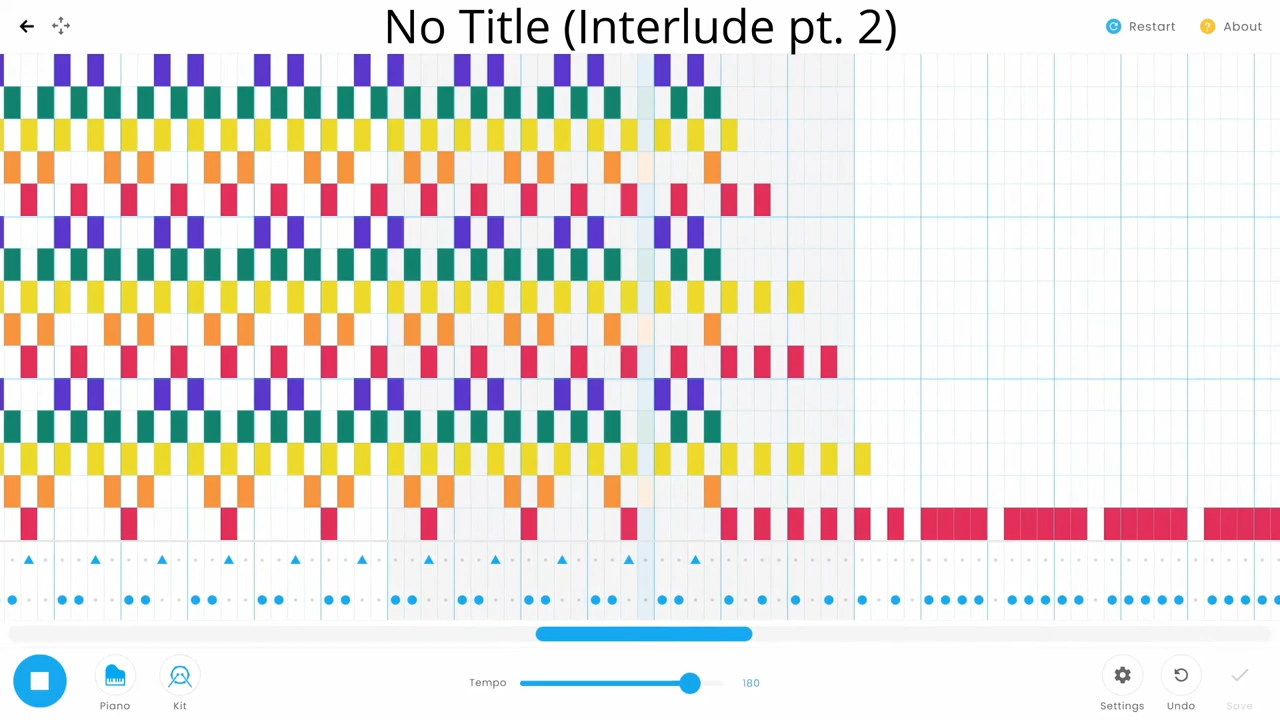 No Title (Interlude pt. 2)
Restart
About
Piano
Kit
Tempo
180
Settings
Undo
Save